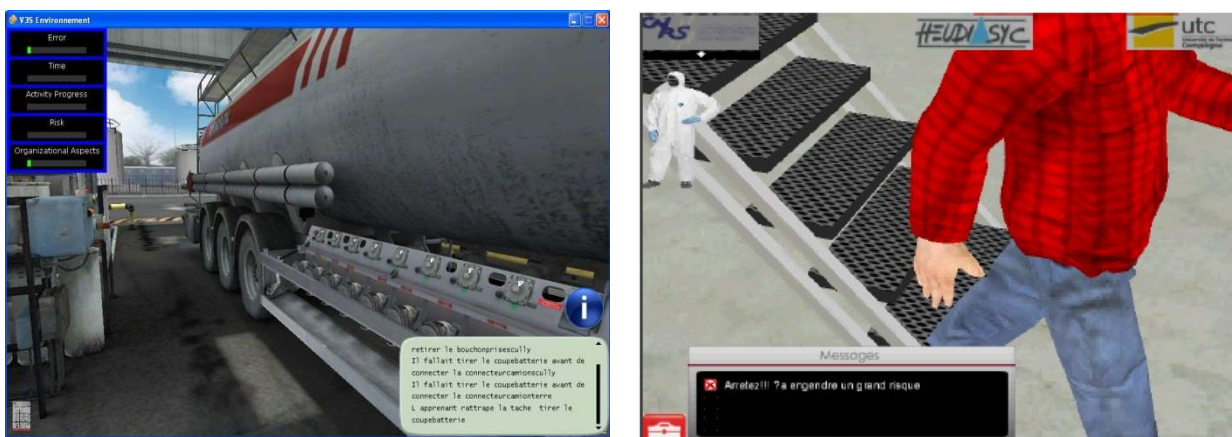 V3S Environnement
Error
Time
Activity Progress
Risk
Organizational Aspects
retirer le bouchonprisescully
Il fallait tirer le coupebatterie avant de
connecter la connecteurcamionscully
Il fallait tirer le coupebatterie avant de
connecter le connecteurcamionterre
L apprenant rattrape la tache tirer le
coupebatterie
cnrs
HEUDIASYC
utc
Messages
Arretez!!! ?a engendre un grand risque